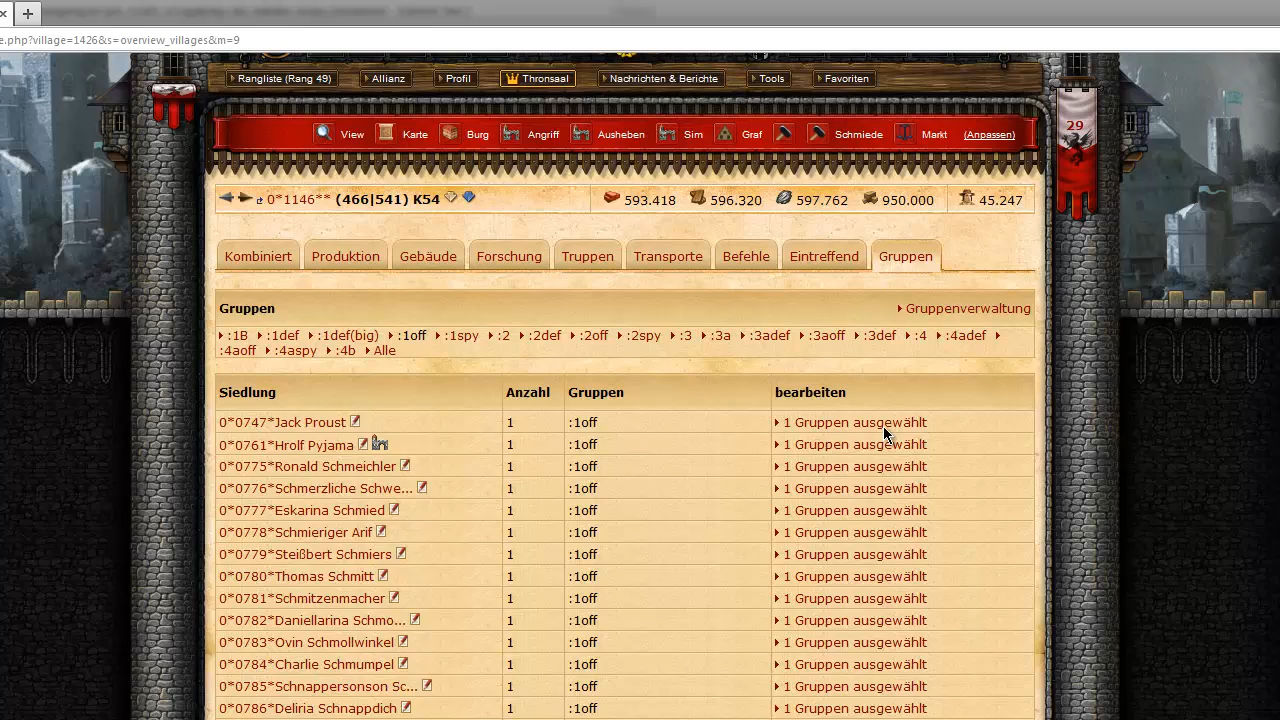 e.php?village=1426&s=overview_villages&m=9
Rangliste (Rang 49) Allianz Profil Thronsaal Nachrichten & Berichte Tools Favoriten
View Karte Burg Angriff Ausheben Sim Graf Schmiede Markt (Anpassen)
29
0*1146** (466|541) K54 593.418 596.320 597.762 950.000 45.247
Kombiniert Produktion Gebäude Forschung Truppen Transporte Befehle Eintreffend Gruppen
Gruppen Gruppenverwaltung
:1B :1def :1def(big) :1off :1spy :2 :2def :2off :2spy :3 :3a :3adef :3aoff :3def :4 :4adef
:4aoff :4aspy :4b Alle
Siedlung Anzahl Gruppen bearbeiten
0*0747*Jack Proust 1 :1off 1 Gruppen ausgewählt
0*0761*Hrolf Pyjama 1 :1off 1 Gruppen ausgewählt
0*0775*Ronald Schmeichler 1 :1off 1 Gruppen ausgewählt
0*0776*Schmerzliche Schwe... 1 :1off 1 Gruppen ausgewählt
0*0777*Eskarina Schmied 1 :1off 1 Gruppen ausgewählt
0*0778*Schmieriger Arif 1 :1off 1 Gruppen ausgewählt
0*0779*Steißbert Schmiers 1 :1off 1 Gruppen ausgewählt
0*0780*Thomas Schmitt 1 :1off 1 Gruppen ausgewählt
0*0781*Schmitzenmacher 1 :1off 1 Gruppen ausgewählt
0*0782*Daniellarina Schmo... 1 :1off 1 Gruppen ausgewählt
0*0783*Ovin Schmollwinkel 1 :1off 1 Gruppen ausgewählt
0*0784*Charlie Schmunt 1 :1off 1 Gruppen ausgewählt
0*0785*Schnappersonalsa Sc... 1 :1off 1 Gruppen ausgewählt
0*0786*Deliria Schnappdich 1 :1off 1 Gruppen ausgewählt